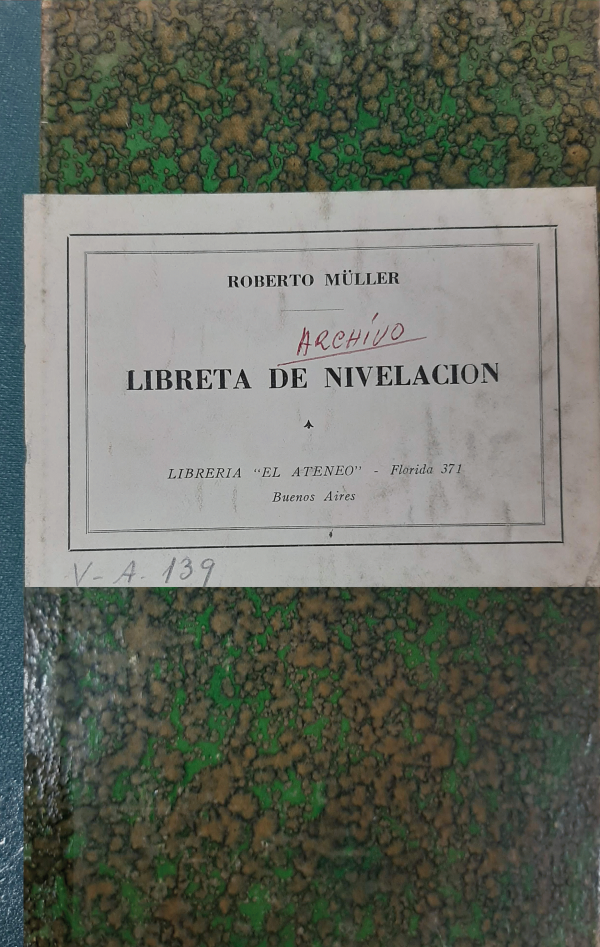 ROBERTO MÜLLER
ARCHIVO
LIBRETA DE NIVELACION
LIBRERIA "EL ATENEO" - Florida 371
Buenos Aires
V- A. 139